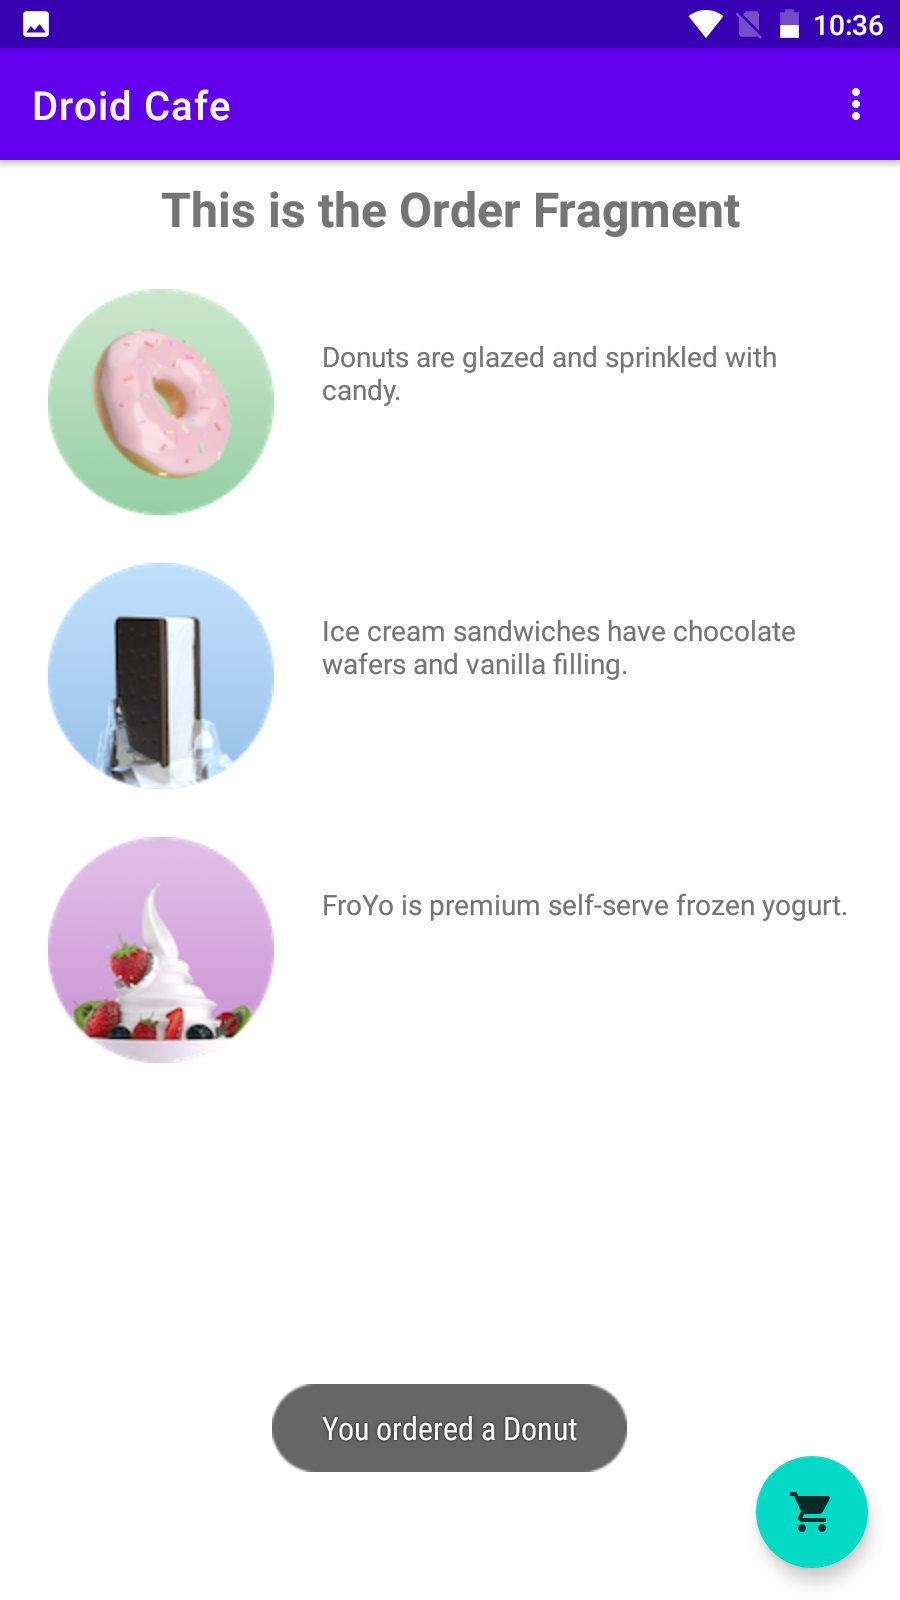 10:36
Droid Cafe
This is the Order Fragment
Donuts are glazed and sprinkled with
candy.
Ice cream sandwiches have chocolate
wafers and vanilla filling.
FroYo is premium self-serve frozen yogurt.
You ordered a Donut